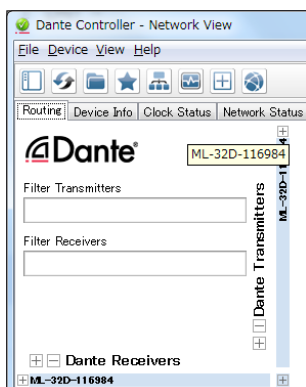 Dante Controller - Network View
File Device View Help
Routing Device Info Clock Status Network Status
Dante®
ML-32D-116984
Filter Transmitters
Filter Receivers
Dante Transmitters
ML-32D-116984
Dante Receivers
ML-32D-116984